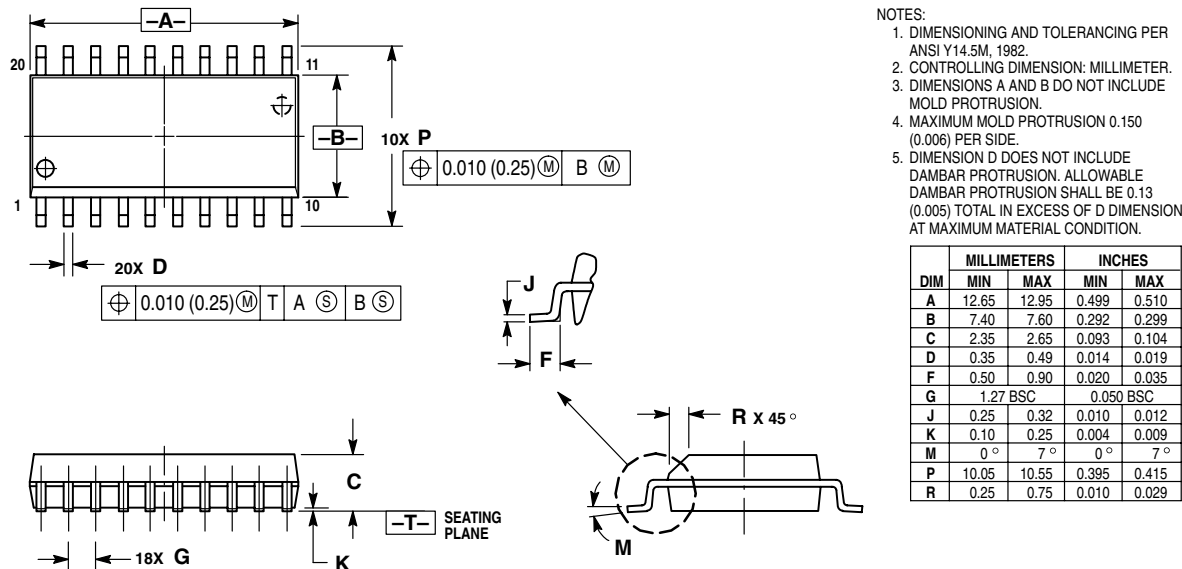 –A–
20
11
–B–
10X P
⌖ 0.010 (0.25) Ⓜ B Ⓜ
1
10
20X D
⌖ 0.010 (0.25) Ⓜ T A Ⓢ B Ⓢ
J
F
C
–T– SEATING
PLANE
18X G
K
R X 45°
M
NOTES:
1. DIMENSIONING AND TOLERANCING PER
ANSI Y14.5M, 1982.
2. CONTROLLING DIMENSION: MILLIMETER.
3. DIMENSIONS A AND B DO NOT INCLUDE
MOLD PROTRUSION.
4. MAXIMUM MOLD PROTRUSION 0.150
(0.006) PER SIDE.
5. DIMENSION D DOES NOT INCLUDE
DAMBAR PROTRUSION. ALLOWABLE
DAMBAR PROTRUSION SHALL BE 0.13
(0.005) TOTAL IN EXCESS OF D DIMENSION
AT MAXIMUM MATERIAL CONDITION.
MILLIMETERS INCHES
DIM MIN MAX MIN MAX
A 12.65 12.95 0.499 0.510
B 7.40 7.60 0.292 0.299
C 2.35 2.65 0.093 0.104
D 0.35 0.49 0.014 0.019
F 0.50 0.90 0.020 0.035
G 1.27 BSC 0.050 BSC
J 0.25 0.32 0.010 0.012
K 0.10 0.25 0.004 0.009
M 0° 7° 0° 7°
P 10.05 10.55 0.395 0.415
R 0.25 0.75 0.010 0.029